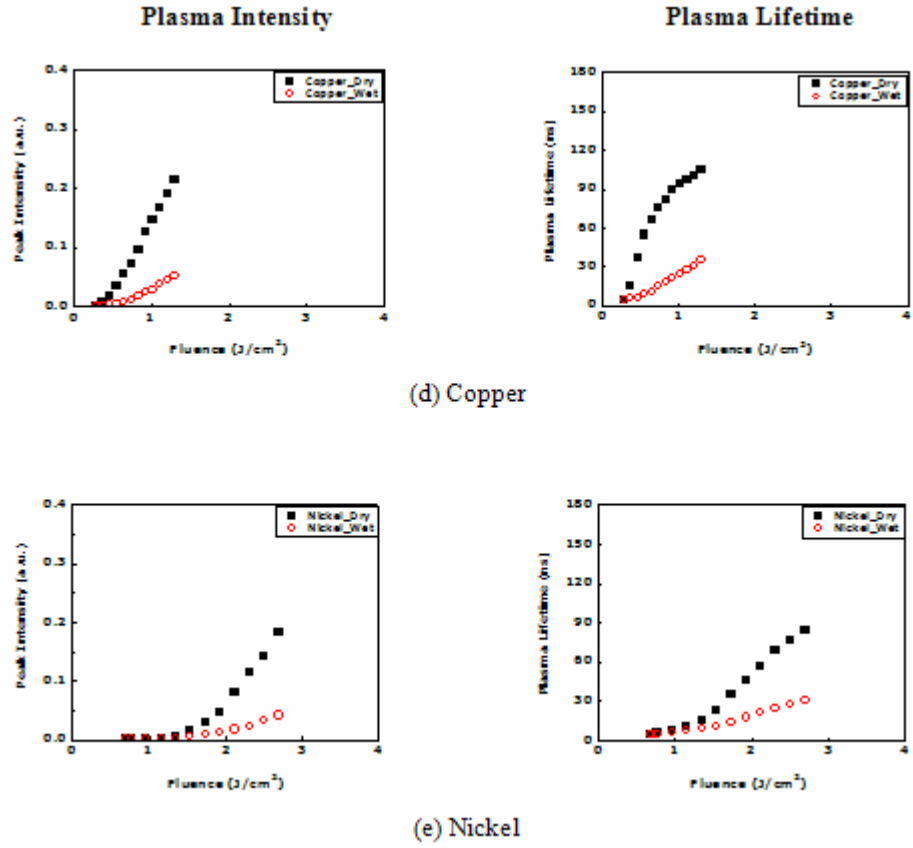 Plasma Intensity
Plasma Lifetime
0.4
0.3
0.2
0.1
0.0
0 1 2 3 4
Peak Intensity (a.u.)
Fluence (J/cm²)
Copper_Dry
Copper_Wet
180
150
120
90
60
30
0
0 1 2 3 4
Plasma Lifetime (ns)
Fluence (J/cm²)
Copper_Dry
Copper_Wet
(d) Copper
0.4
0.3
0.2
0.1
0.0
0 1 2 3 4
Peak Intensity (a.u.)
Fluence (J/cm²)
Nickel_Dry
Nickel_Wet
180
150
120
90
60
30
0
0 1 2 3 4
Plasma Lifetime (ns)
Fluence (J/cm²)
Nickel_Dry
Nickel_Wet
(e) Nickel